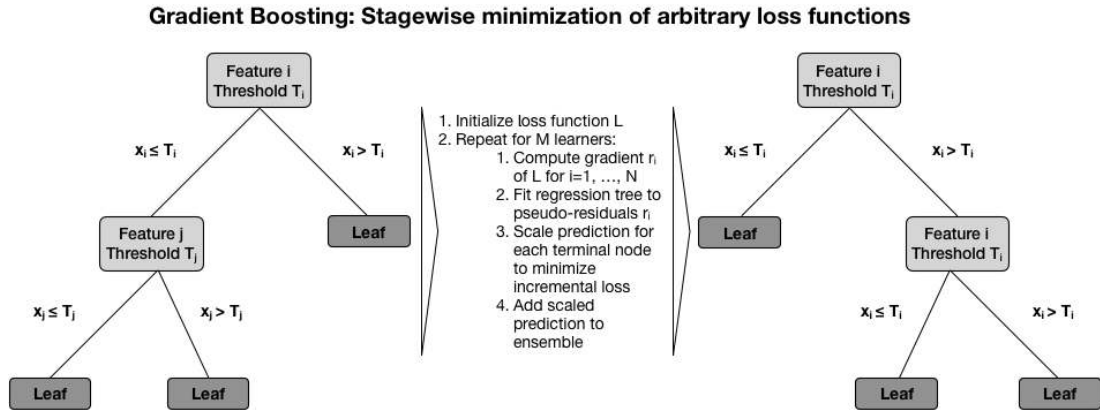 Gradient Boosting: Stagewise minimization of arbitrary loss functions
Feature i
Threshold Tᵢ
xᵢ ≤ Tᵢ
xᵢ > Tᵢ
Feature j
Threshold Tⱼ
Leaf
xⱼ ≤ Tⱼ
xⱼ > Tⱼ
Leaf
Leaf
1. Initialize loss function L
2. Repeat for M learners:
1. Compute gradient rᵢ
of L for i=1, …, N
2. Fit regression tree to
pseudo-residuals rᵢ
3. Scale prediction for
each terminal node
to minimize
incremental loss
4. Add scaled
prediction to
ensemble
Feature i
Threshold Tᵢ
xᵢ ≤ Tᵢ
xᵢ > Tᵢ
Leaf
Feature i
Threshold Tᵢ
xᵢ ≤ Tᵢ
xᵢ > Tᵢ
Leaf
Leaf